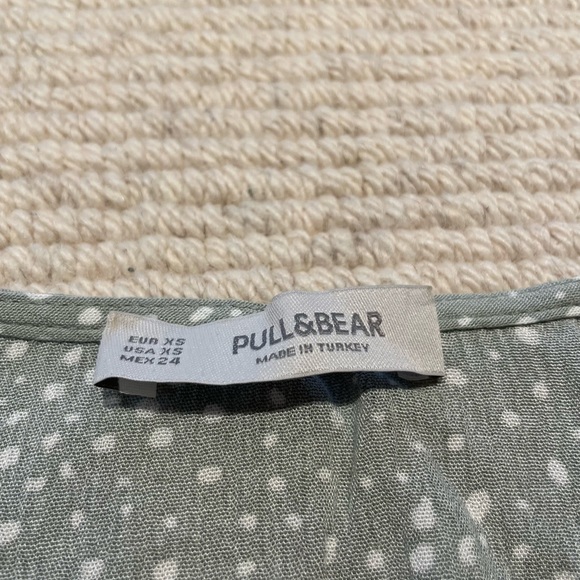 EUR XS
USA XS
MEX 24
PULL&BEAR
MADE IN TURKEY